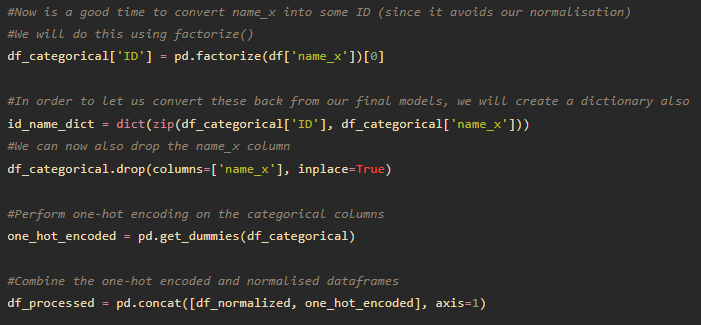 #Now is a good time to convert name_x into some ID (since it avoids our normalisation)
#We will do this using factorize()
df_categorical['ID'] = pd.factorize(df['name_x'])[0]
#In order to let us convert these back from our final models, we will create a dictionary also
id_name_dict = dict(zip(df_categorical['ID'], df_categorical['name_x']))
#We can now also drop the name_x column
df_categorical.drop(columns=['name_x'], inplace=True)
#Perform one-hot encoding on the categorical columns
one_hot_encoded = pd.get_dummies(df_categorical)
#Combine the one-hot encoded and normalised dataframes
df_processed = pd.concat([df_normalized, one_hot_encoded], axis=1)